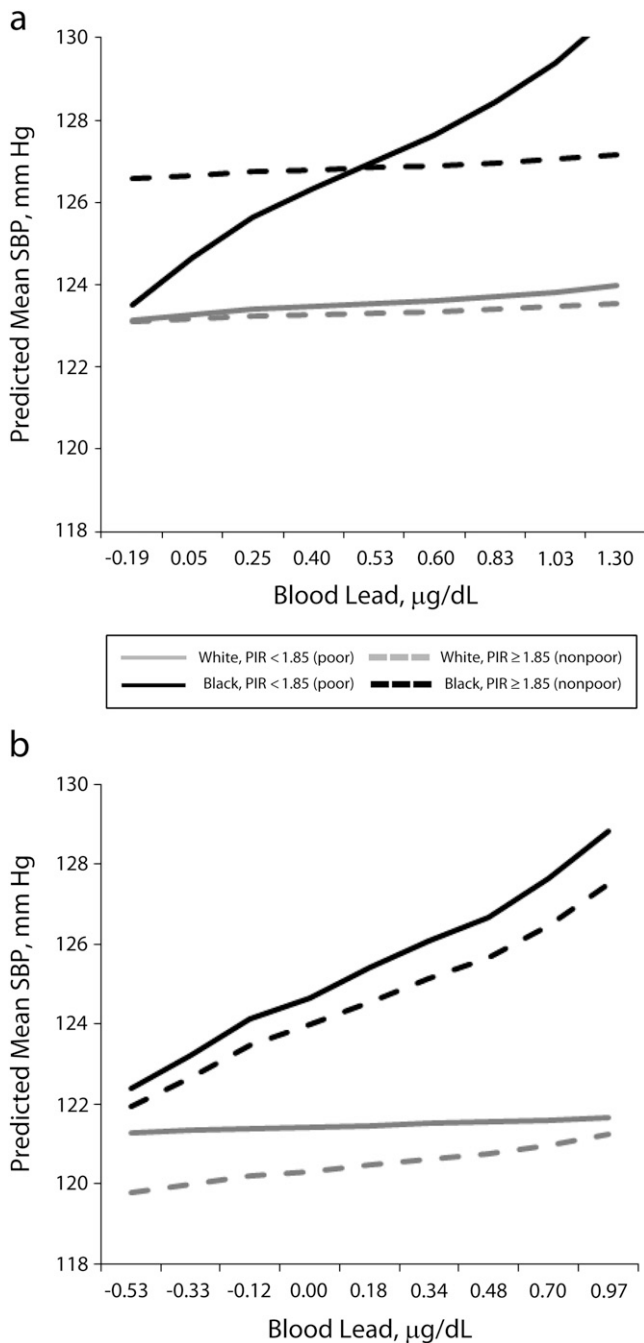 a
130
128
126
124
122
120
118
Predicted Mean SBP, mm Hg
-0.19 0.05 0.25 0.40 0.53 0.60 0.83 1.03 1.30
Blood Lead, μg/dL
White, PIR < 1.85 (poor) White, PIR ≥ 1.85 (nonpoor)
Black, PIR < 1.85 (poor) Black, PIR ≥ 1.85 (nonpoor)
b
130
128
126
124
122
120
118
Predicted Mean SBP, mm Hg
-0.53 -0.33 -0.12 0.00 0.18 0.34 0.48 0.70 0.97
Blood Lead, μg/dL